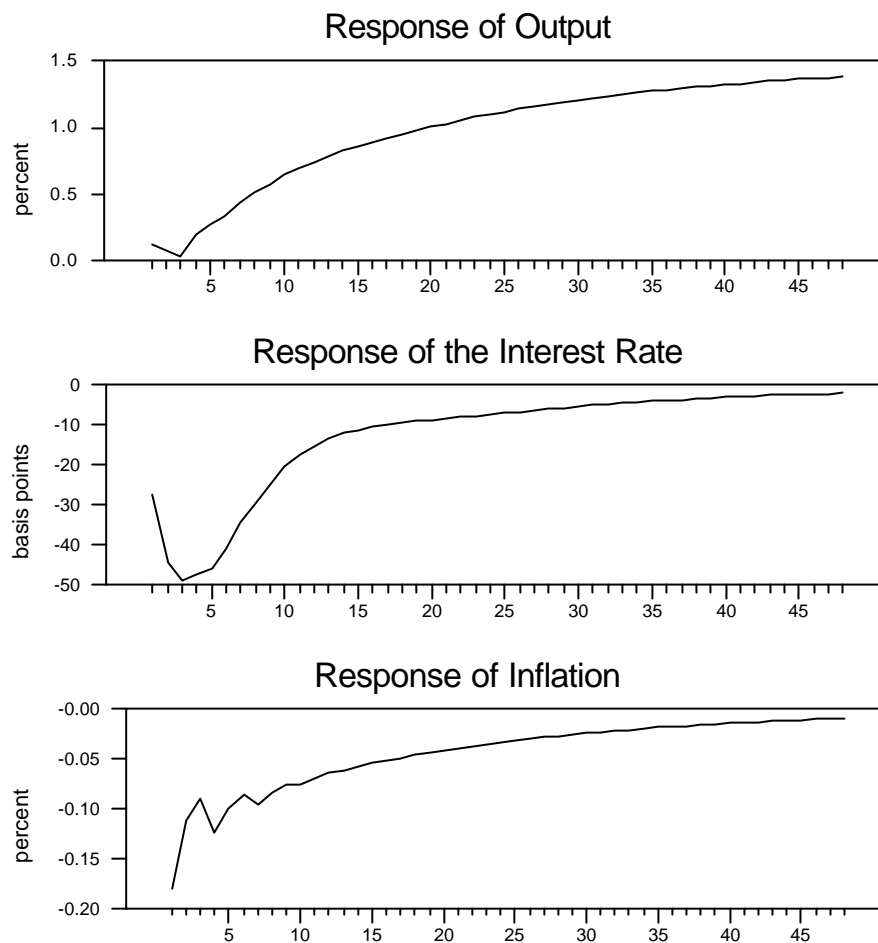 Response of Output
percent
1.5
1.0
0.5
0.0
5 10 15 20 25 30 35 40 45
Response of the Interest Rate
basis points
0
-10
-20
-30
-40
-50
5 10 15 20 25 30 35 40 45
Response of Inflation
percent
-0.00
-0.05
-0.10
-0.15
-0.20
5 10 15 20 25 30 35 40 45